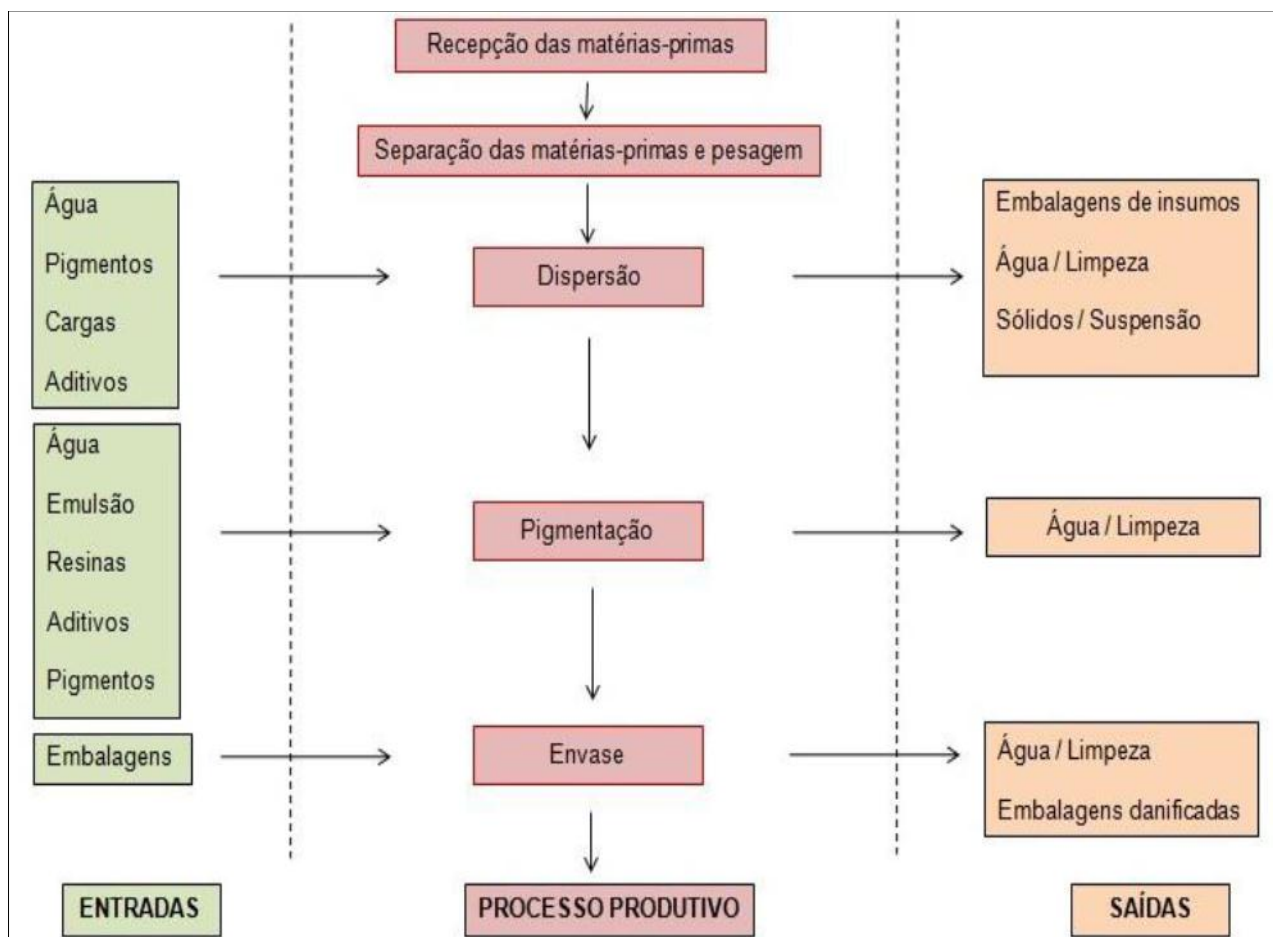 Recepção das matérias-primas
Separação das matérias-primas e pesagem
Água
Pigmentos
Cargas
Aditivos
Dispersão
Embalagens de insumos
Água / Limpeza
Sólidos / Suspensão
Água
Emulsão
Resinas
Aditivos
Pigmentos
Pigmentação
Água / Limpeza
Embalagens
Envase
Água / Limpeza
Embalagens danificadas
ENTRADAS
PROCESSO PRODUTIVO
SAÍDAS